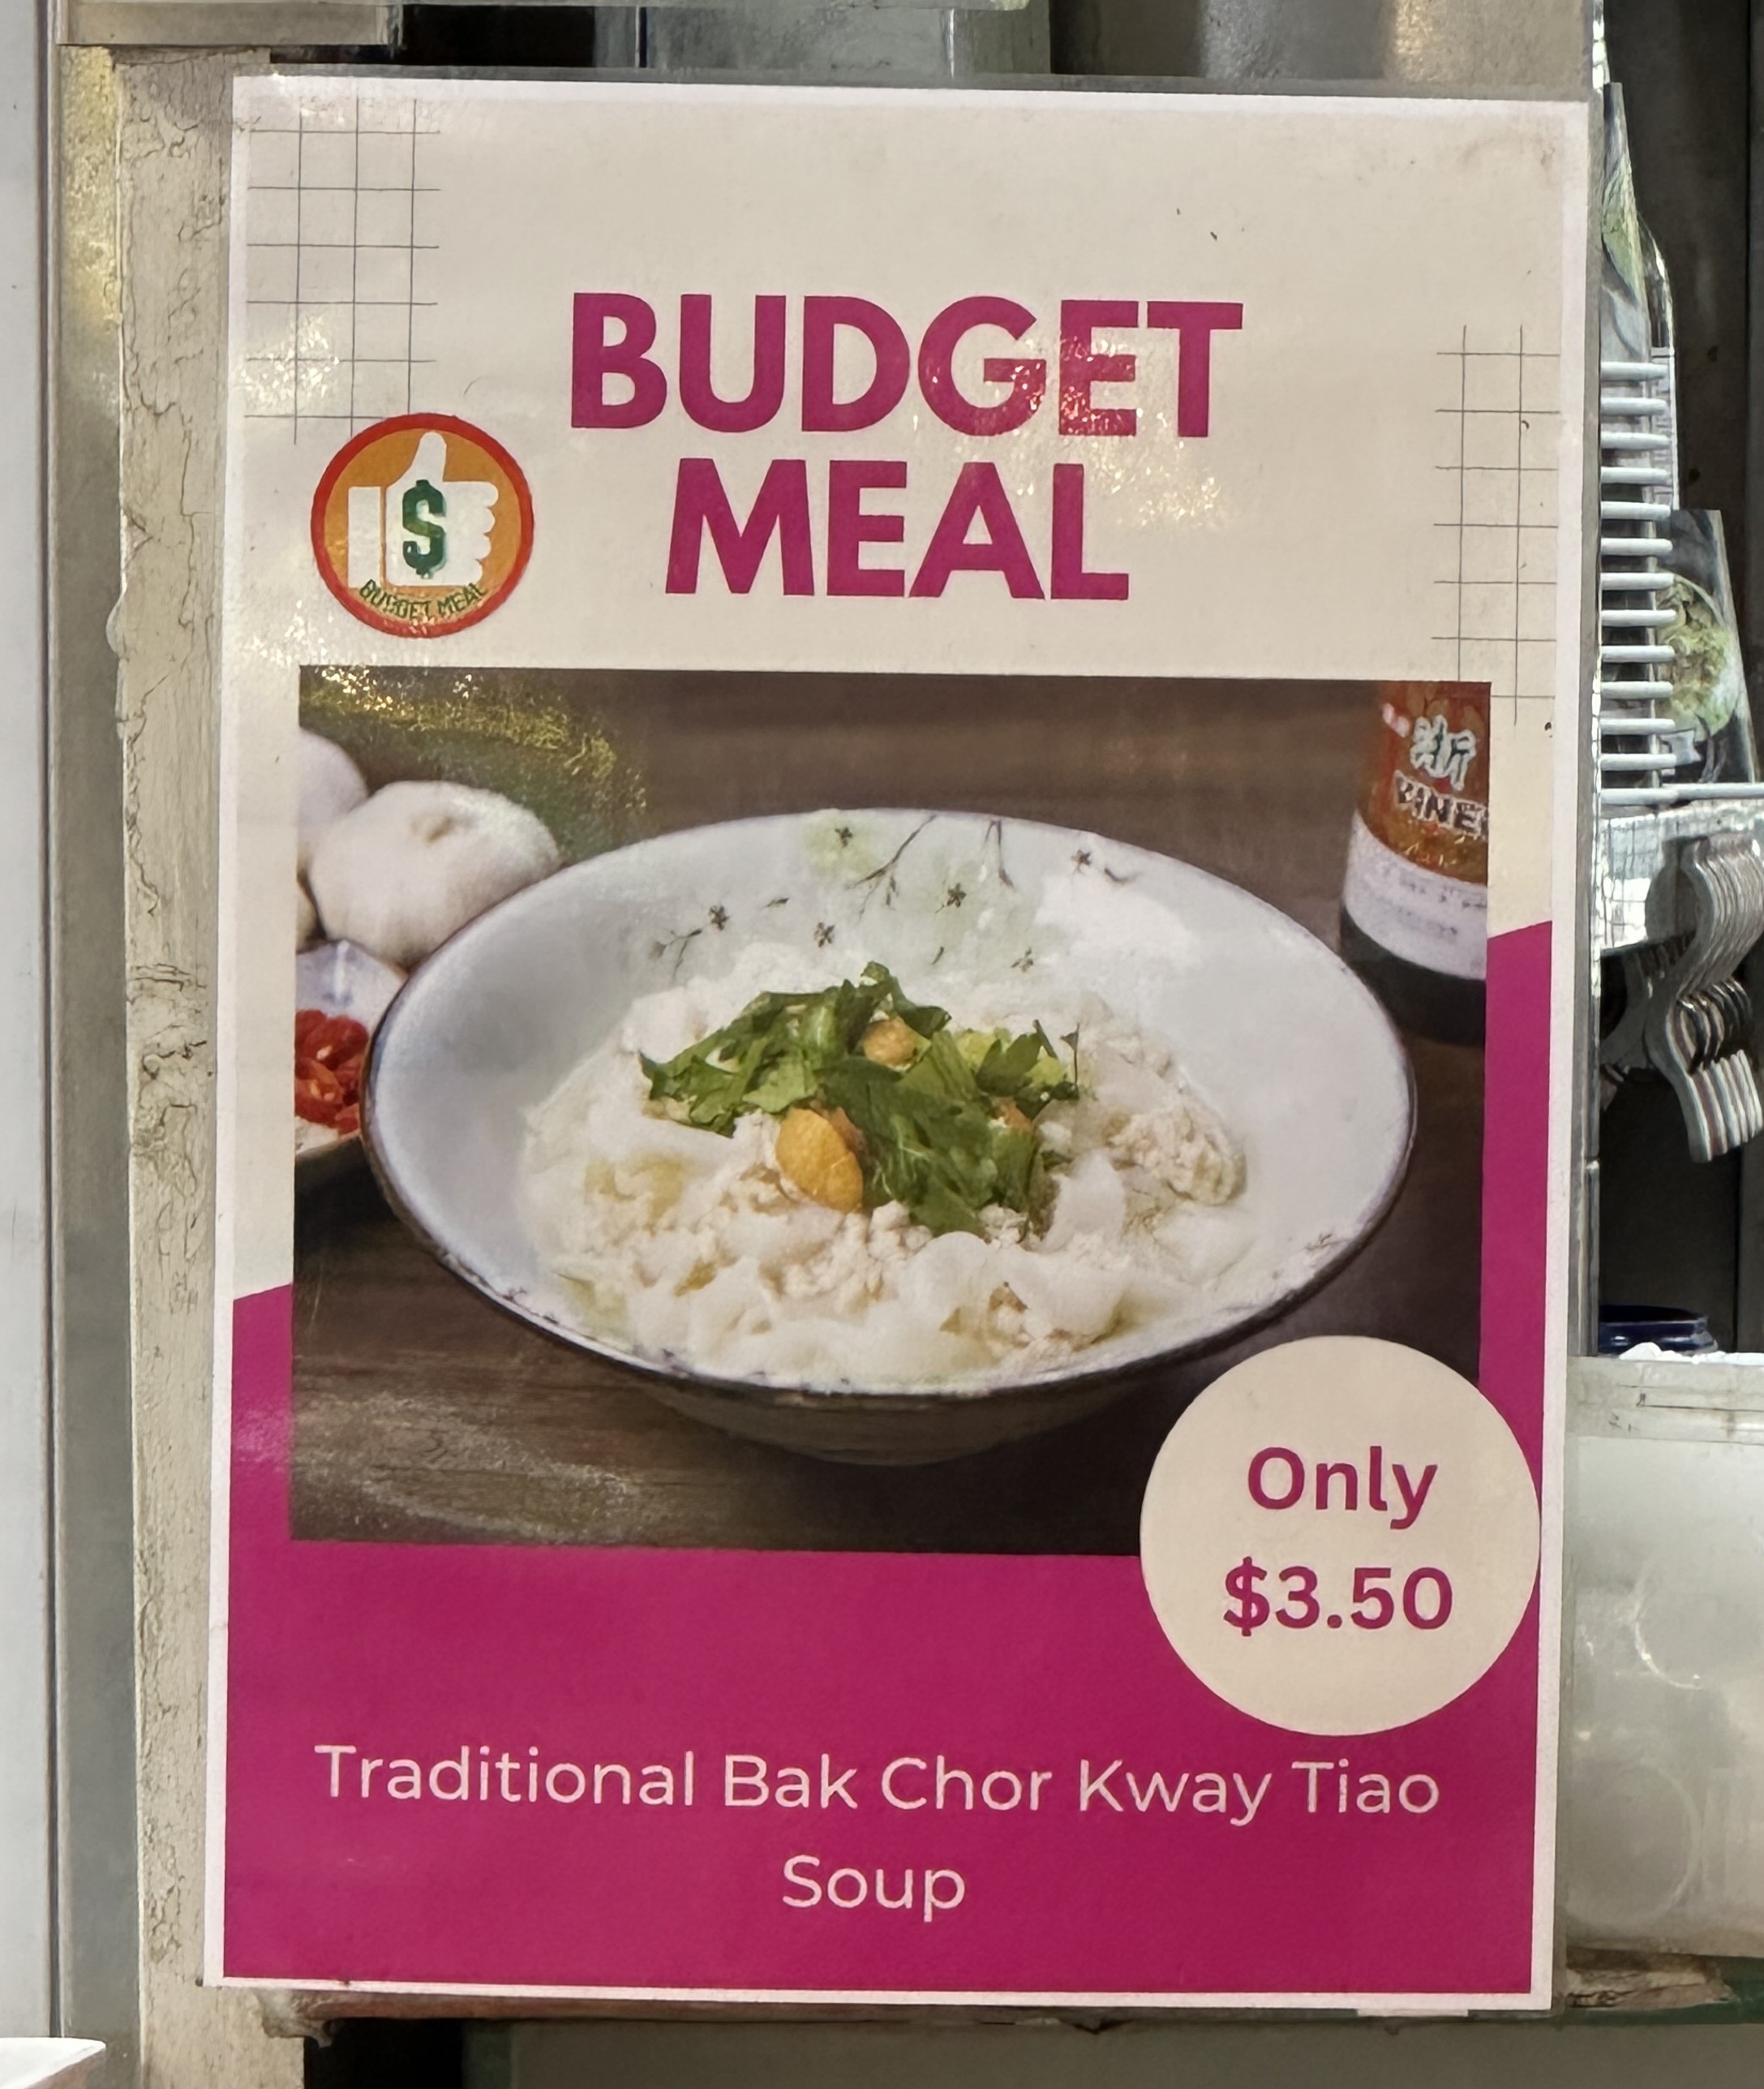 BUDGET
MEAL
$
BUDGET MEAL
Only
$3.50
Traditional Bak Chor Kway Tiao
Soup